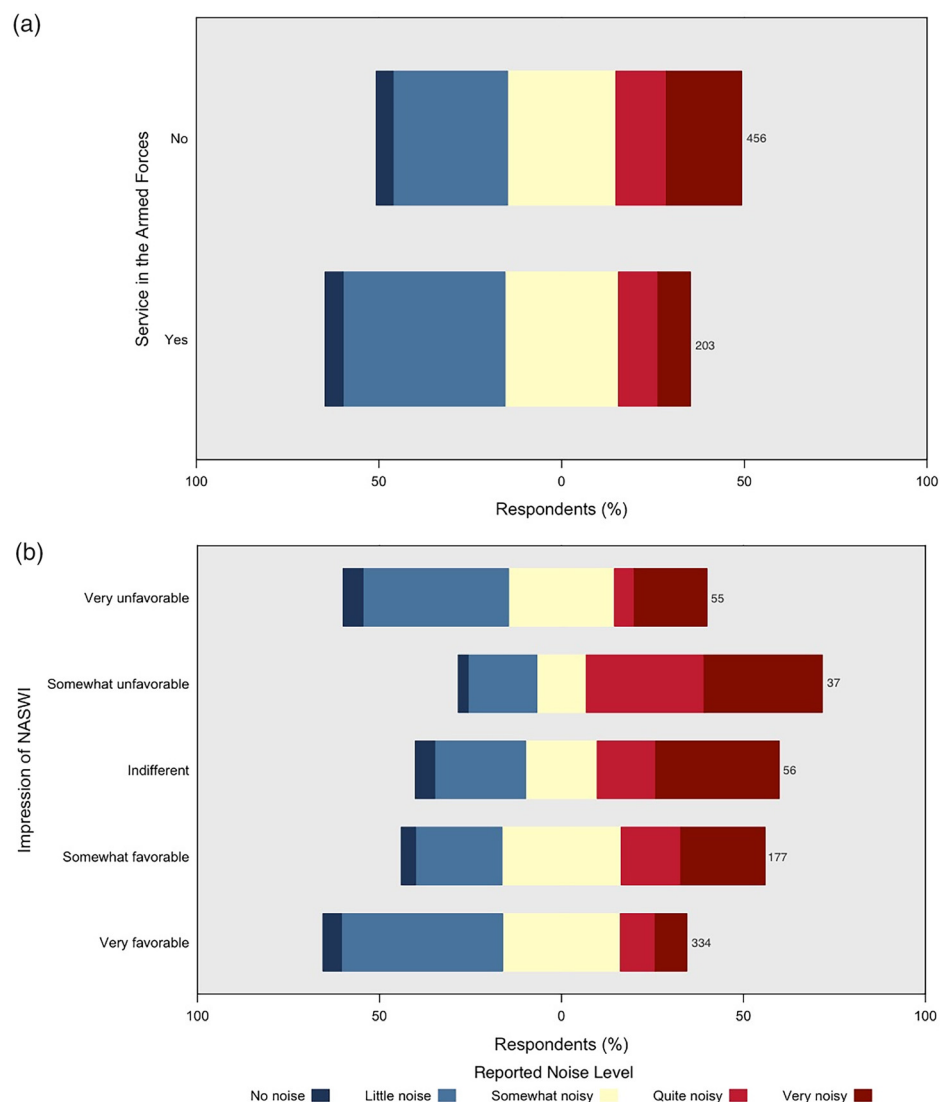 (a)
Service in the Armed Forces
No
456
Yes
203
100 50 0 50 100
Respondents (%)
(b)
Impression of NASWI
Very unfavorable
55
Somewhat unfavorable
37
Indifferent
56
Somewhat favorable
177
Very favorable
334
100 50 0 50 100
Respondents (%)
Reported Noise Level
No noise Little noise Somewhat noisy Quite noisy Very noisy